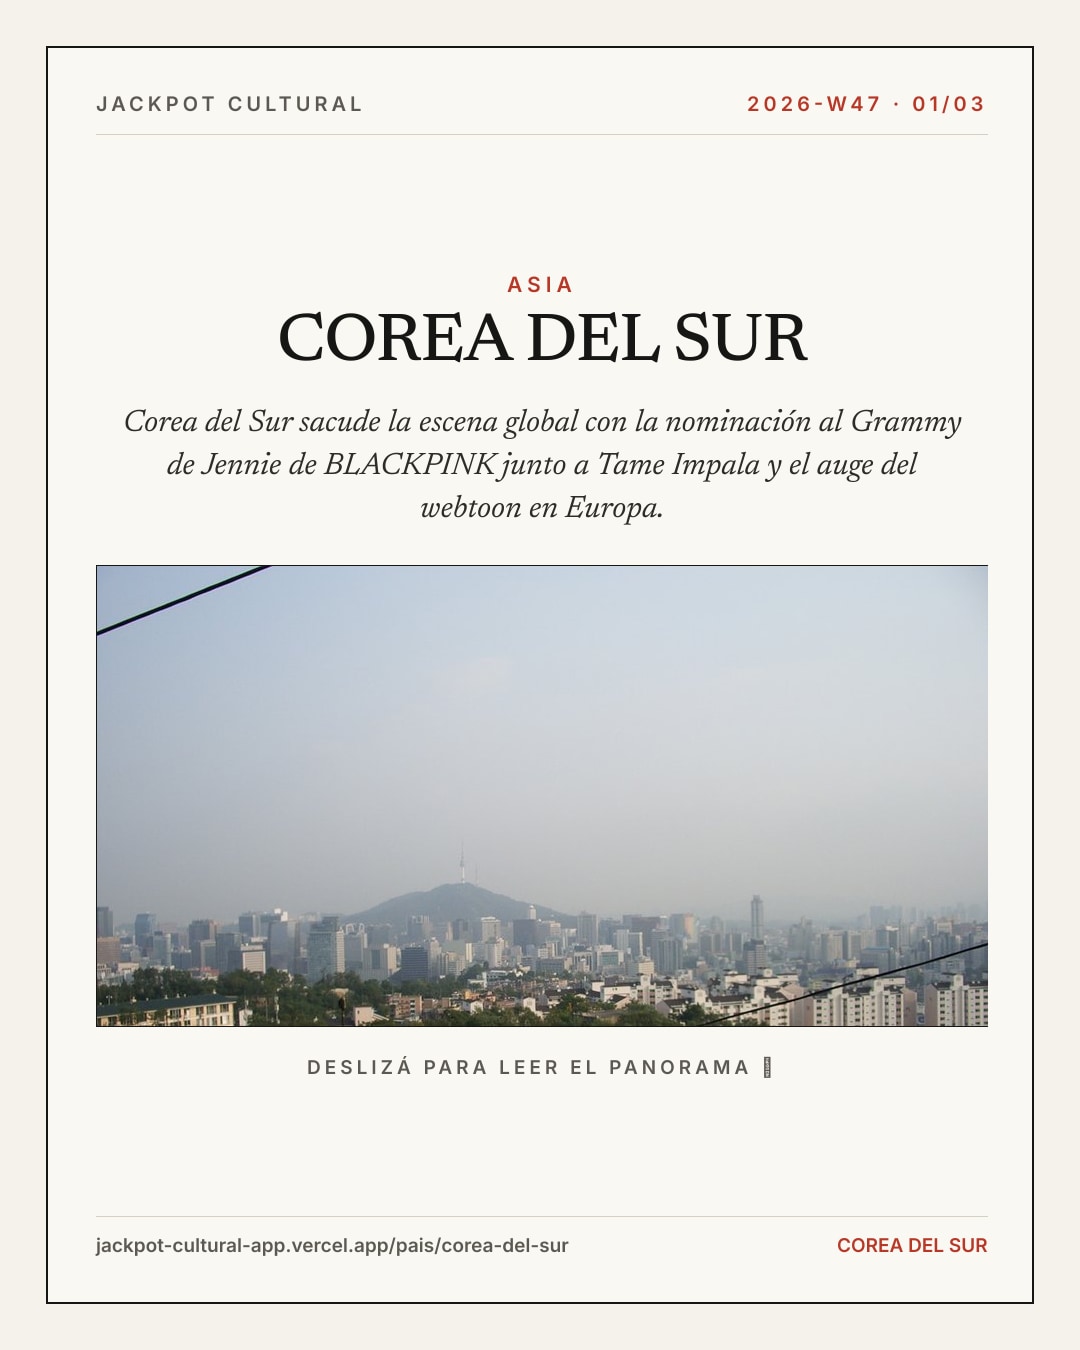 JACKPOT CULTURAL
2026-W47 · 01/03
ASIA
COREA DEL SUR
Corea del Sur sacude la escena global con la nominación al Grammy
de Jennie de BLACKPINK junto a Tame Impala y el auge del
webtoon en Europa.
DESLIZÁ PARA LEER EL PANORAMA
jackpot-cultural-app.vercel.app/pais/corea-del-sur
COREA DEL SUR